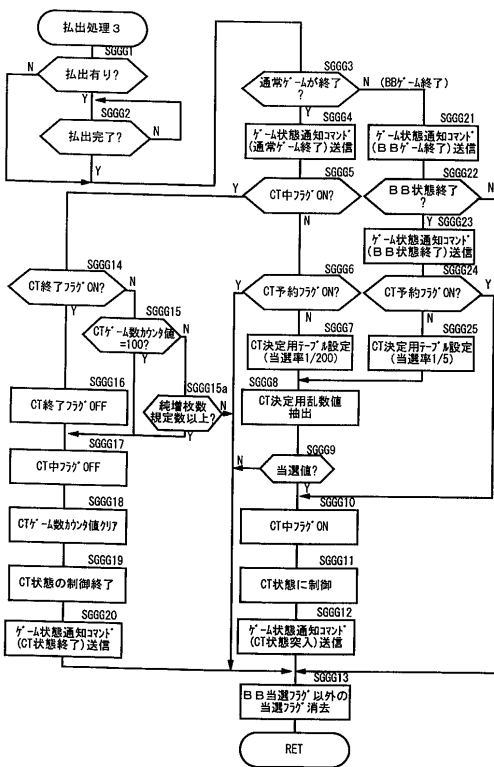 払出処理3
SGGG1
払出有り?
N
Y
SGGG2
払出完了?
N
Y
SGGG3
通常ゲームが終了
?
N
(BBゲーム終了)
Y
SGGG4
ゲーム状態通知コマンド
(通常ゲーム終了)送信
SGGG5
CT中フラグON?
Y
N
SGGG21
ゲーム状態通知コマンド
(BBゲーム終了)送信
SGGG22
BB状態終了
?
N
Y
SGGG23
ゲーム状態通知コマンド
(BB状態終了)送信
SGGG24
CT予約フラグON?
Y
N
SGGG25
CT決定用テーブル設定
(当選率1/5)
SGGG6
CT予約フラグON?
Y
N
SGGG7
CT決定用テーブル設定
(当選率1/200)
SGGG8
CT決定用乱数値
抽出
SGGG9
当選値?
N
Y
SGGG10
CT中フラグON
SGGG11
CT状態に制御
SGGG12
ゲーム状態通知コマンド
(CT状態突入)送信
SGGG14
CT終了フラグON?
N
Y
SGGG15
CTゲーム数カウンタ値
=100?
N
Y
SGGG15a
純増枚数
規定数以上?
N
Y
SGGG16
CT終了フラグOFF
SGGG17
CT中フラグOFF
SGGG18
CTゲーム数カウンタ値クリア
SGGG19
CT状態の制御終了
SGGG20
ゲーム状態通知コマンド
(CT状態終了)送信
SGGG13
BB当選フラグ以外の
当選フラグ消去
RET